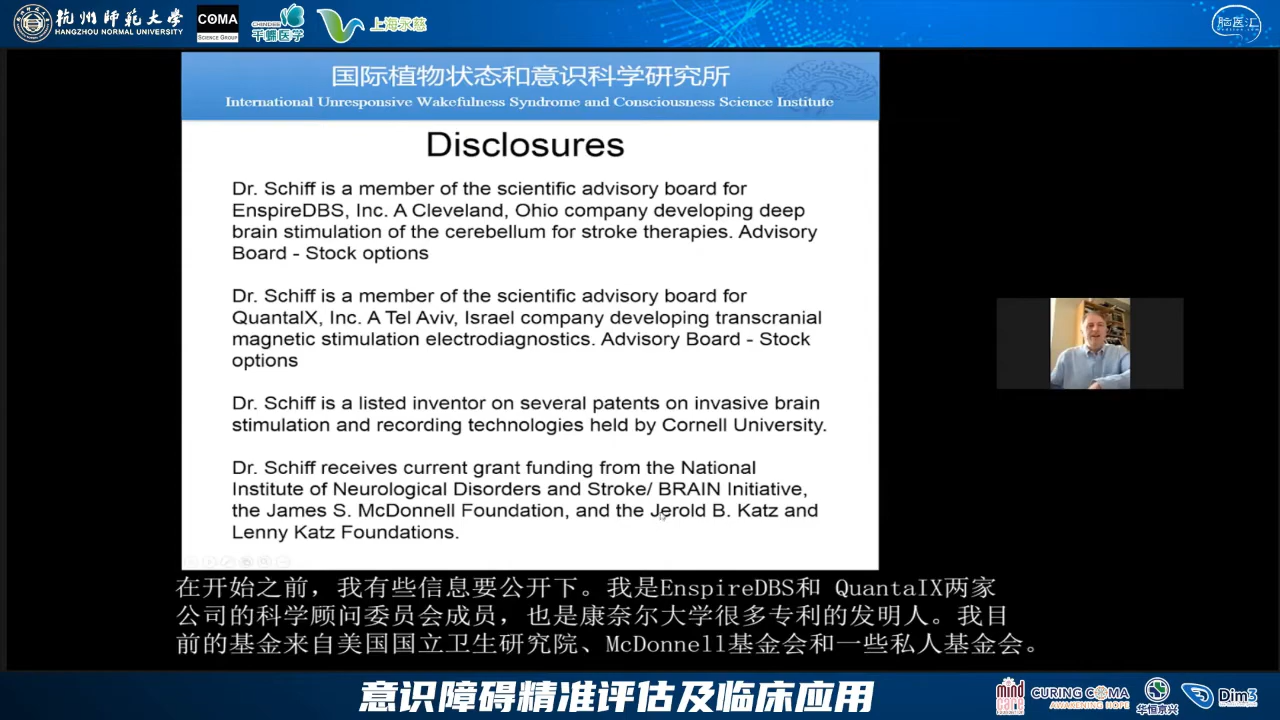 杭州师范大学
HANGZHOU NORMAL UNIVERSITY
COMA
SCIENCE GROUP
CHINDEE
千帝医学
上海永慈
脑医汇
国际植物状态和意识科学研究所
International Unresponsive Wakefulness Syndrome and Consciousness Science Institute
Disclosures
Dr. Schiff is a member of the scientific advisory board for
EnspireDBS, Inc. A Cleveland, Ohio company developing deep
brain stimulation of the cerebellum for stroke therapies. Advisory
Board - Stock options
Dr. Schiff is a member of the scientific advisory board for
QuantalX, Inc. A Tel Aviv, Israel company developing transcranial
magnetic stimulation electrodiagnostics. Advisory Board - Stock
options
Dr. Schiff is a listed inventor on several patents on invasive brain
stimulation and recording technologies held by Cornell University.
Dr. Schiff receives current grant funding from the National
Institute of Neurological Disorders and Stroke/ BRAIN Initiative,
the James S. McDonnell Foundation, and the Jerold B. Katz and
Lenny Katz Foundations.
在开始之前，我有些信息要公开下。我是EnspireDBS和 QuantaIX两家
公司的科学顾问委员会成员，也是康奈尔大学很多专利的发明人。我目
前的基金来自美国国立卫生研究院、McDonnell基金会和一些私人基金会。
意识障碍精准评估及临床应用
mind
care
CURING COMA
AWAKENING HOPE
华恒京兴
Dim3